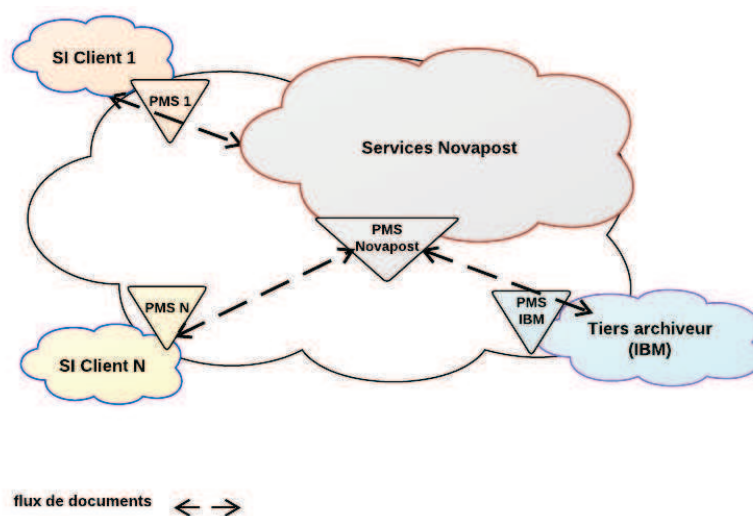 SI Client 1
PMS 1
Services Novapost
PMS
Novapost
PMS N
PMS
IBM
Tiers archiveur
(IBM)
SI Client N
flux de documents